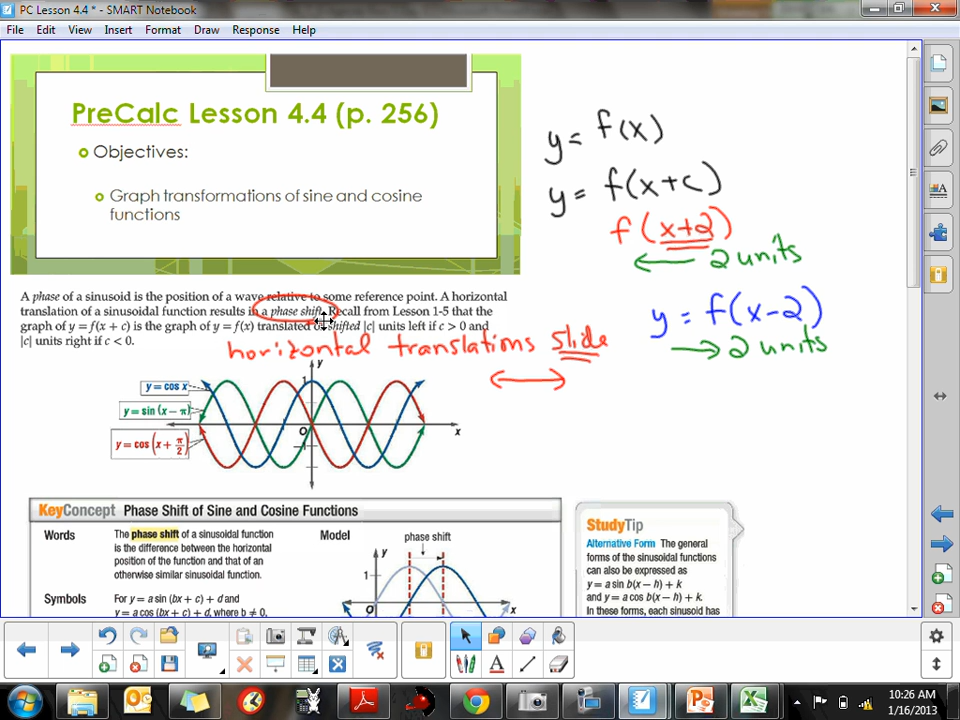 PC Lesson 4.4 * - SMART Notebook
File Edit View Insert Format Draw Response Help
PreCalc Lesson 4.4 (p. 256)
Objectives:
Graph transformations of sine and cosine
functions
y = f(x)
y = f(x+c)
f(x+2)
← 2 units
y = f(x-2)
→ 2 units
A phase of a sinusoid is the position of a wave relative to some reference point. A horizontal
translation of a sinusoidal function results in a phase shift. Recall from Lesson 1-5 that the
graph of y = f(x + c) is the graph of y = f(x) translated or shifted |c| units left if c > 0 and
|c| units right if c < 0.
horizontal translations slide
y
1
y = cos x
y = sin (x − π)
y = cos (x + π/2)
O
x
−1
KeyConcept Phase Shift of Sine and Cosine Functions
Words
The phase shift of a sinusoidal function
is the difference between the horizontal
position of the function and that of an
otherwise similar sinusoidal function.
Symbols
For y = a sin (bx + c) + d and
y = a cos (bx + c) + d, where b ≠ 0,
Model
phase shift
y
1
O
x
StudyTip
Alternative Form The general
forms of the sinusoidal functions
can also be expressed as
y = a sin b(x − h) + k
and y = a cos b(x − h) + k.
In these forms, each sinusoid has
10:26 AM
1/16/2013